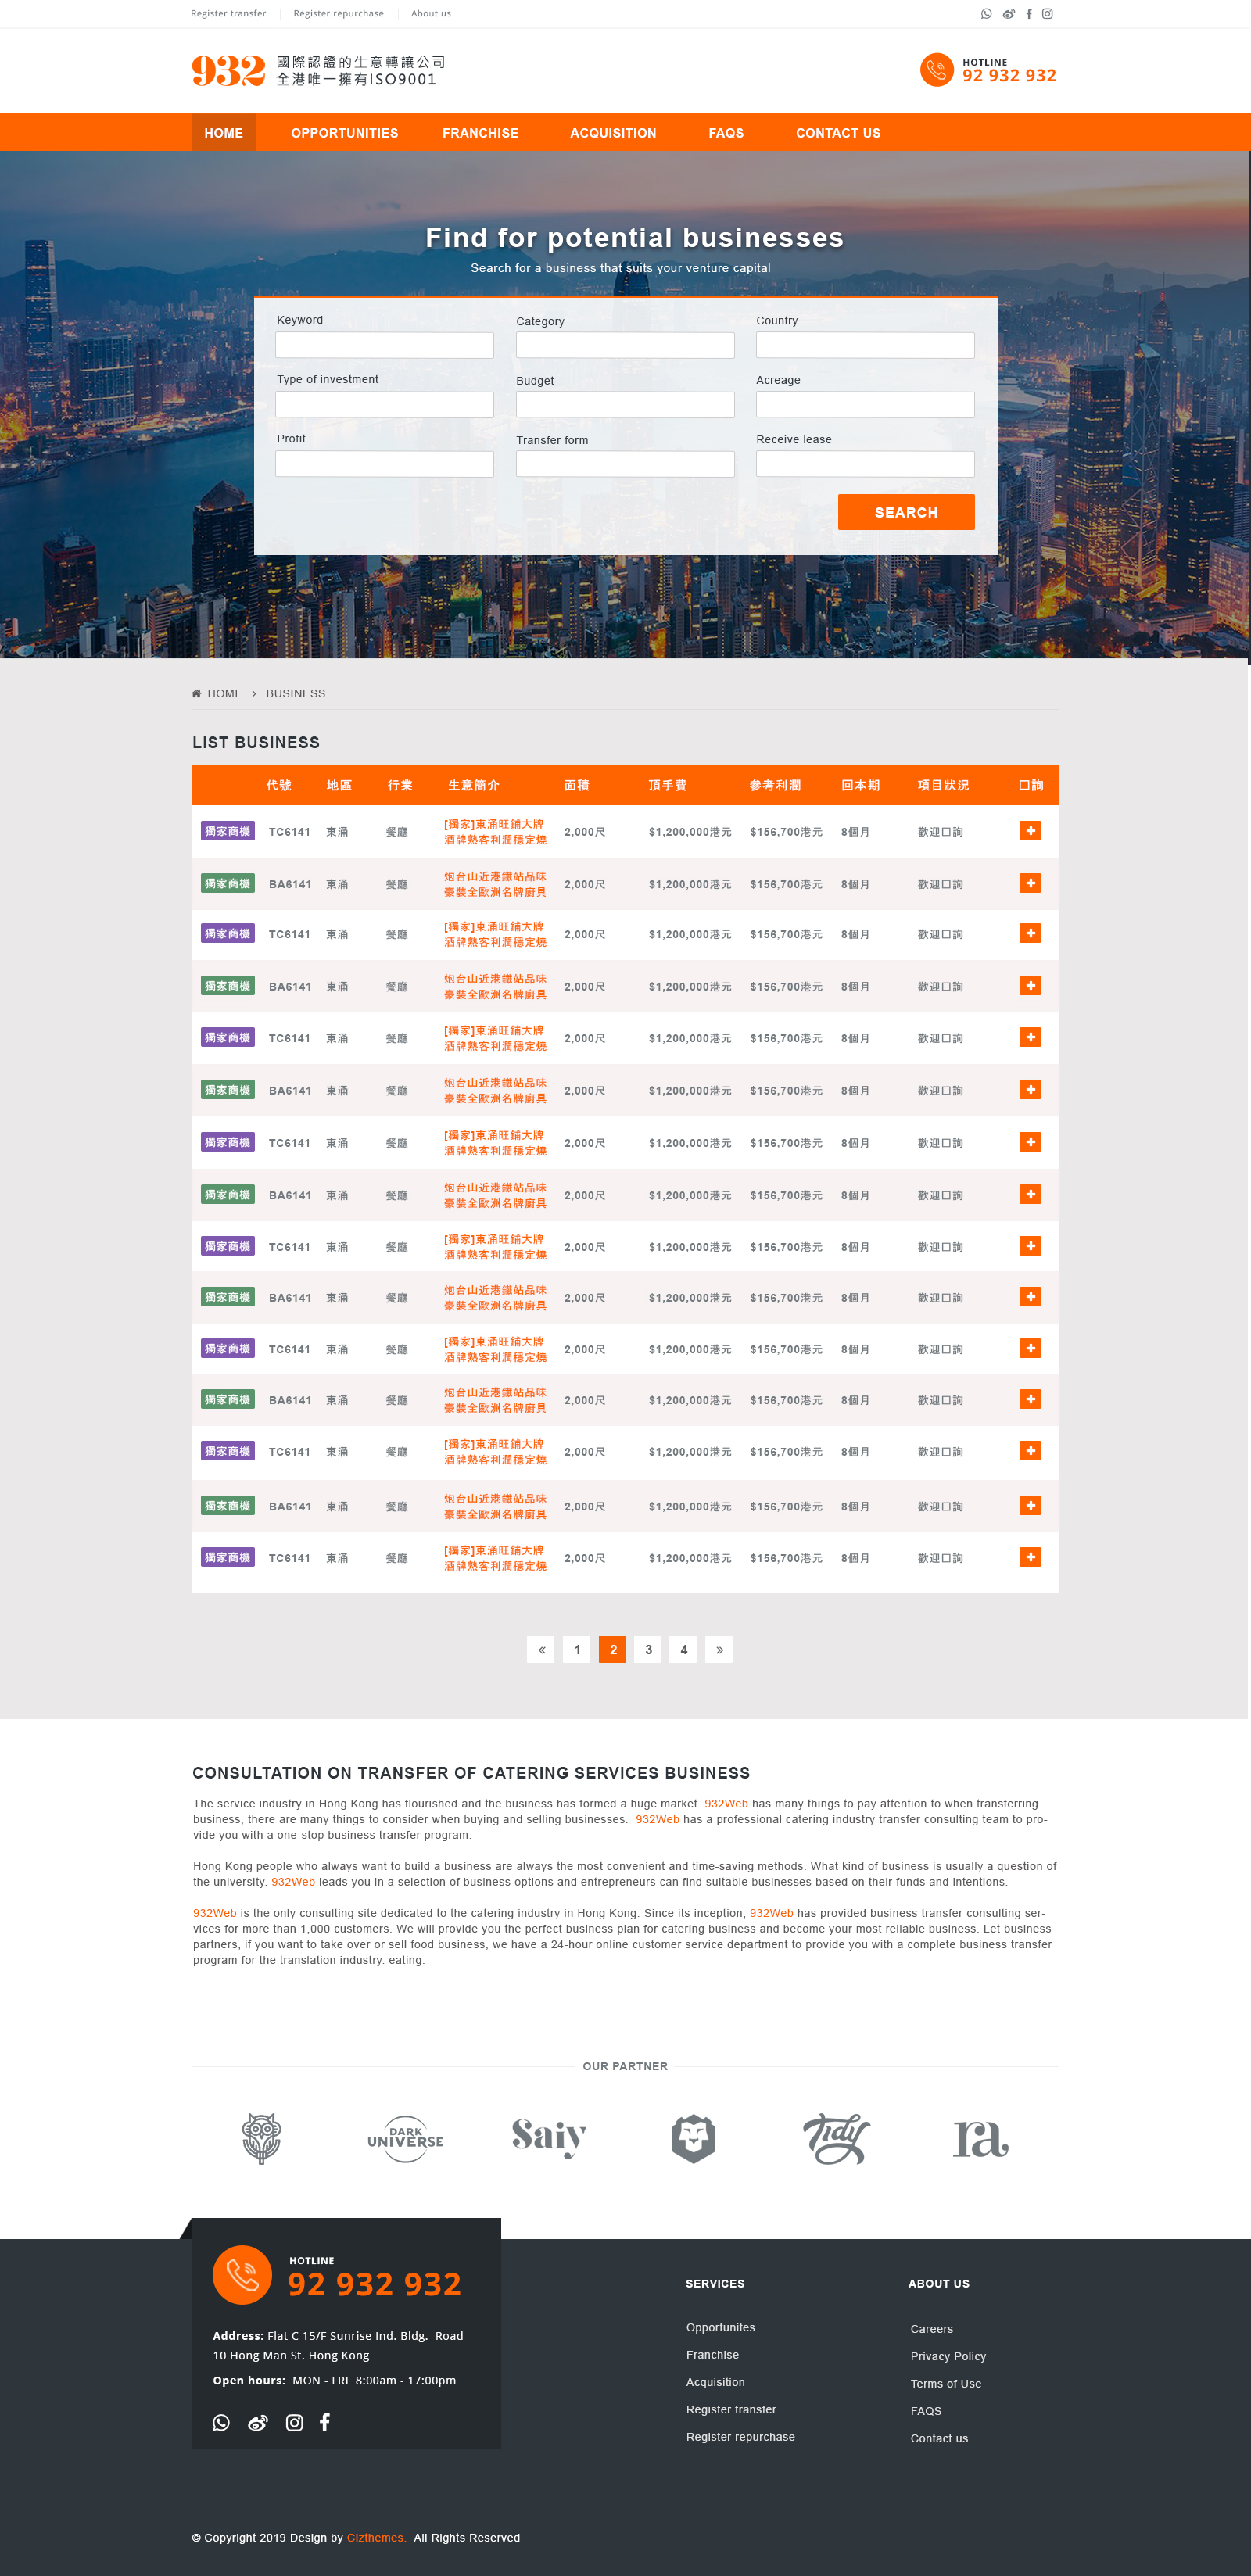 Register transfer
Register repurchase
About us
932
國際認證的生意轉讓公司
全港唯一擁有ISO9001
HOTLINE
92 932 932
HOME
OPPORTUNITIES
FRANCHISE
ACQUISITION
FAQS
CONTACT US
Find for potential businesses
Search for a business that suits your venture capital
Keyword
Category
Country
Type of investment
Budget
Acreage
Profit
Transfer form
Receive lease
SEARCH
HOME > BUSINESS
LIST BUSINESS
代號 地區 行業 生意簡介 面積 頂手費 參考利潤 回本期 項目狀況 口詢
獨家商機 TC6141 東涌 餐廳 [獨家]東涌旺鋪大牌 2,000尺 $1,200,000港元 $156,700港元 8個月 歡迎口詢
酒牌熟客利潤穩定燒
獨家商機 BA6141 東涌 餐廳 炮台山近港鐵站品味 2,000尺 $1,200,000港元 $156,700港元 8個月 歡迎口詢
豪裝全歐洲名牌廚具
獨家商機 TC6141 東涌 餐廳 [獨家]東涌旺鋪大牌 2,000尺 $1,200,000港元 $156,700港元 8個月 歡迎口詢
酒牌熟客利潤穩定燒
獨家商機 BA6141 東涌 餐廳 炮台山近港鐵站品味 2,000尺 $1,200,000港元 $156,700港元 8個月 歡迎口詢
豪裝全歐洲名牌廚具
獨家商機 TC6141 東涌 餐廳 [獨家]東涌旺鋪大牌 2,000尺 $1,200,000港元 $156,700港元 8個月 歡迎口詢
酒牌熟客利潤穩定燒
獨家商機 BA6141 東涌 餐廳 炮台山近港鐵站品味 2,000尺 $1,200,000港元 $156,700港元 8個月 歡迎口詢
豪裝全歐洲名牌廚具
獨家商機 TC6141 東涌 餐廳 [獨家]東涌旺鋪大牌 2,000尺 $1,200,000港元 $156,700港元 8個月 歡迎口詢
酒牌熟客利潤穩定燒
獨家商機 BA6141 東涌 餐廳 炮台山近港鐵站品味 2,000尺 $1,200,000港元 $156,700港元 8個月 歡迎口詢
豪裝全歐洲名牌廚具
獨家商機 TC6141 東涌 餐廳 [獨家]東涌旺鋪大牌 2,000尺 $1,200,000港元 $156,700港元 8個月 歡迎口詢
酒牌熟客利潤穩定燒
獨家商機 BA6141 東涌 餐廳 炮台山近港鐵站品味 2,000尺 $1,200,000港元 $156,700港元 8個月 歡迎口詢
豪裝全歐洲名牌廚具
獨家商機 TC6141 東涌 餐廳 [獨家]東涌旺鋪大牌 2,000尺 $1,200,000港元 $156,700港元 8個月 歡迎口詢
酒牌熟客利潤穩定燒
獨家商機 BA6141 東涌 餐廳 炮台山近港鐵站品味 2,000尺 $1,200,000港元 $156,700港元 8個月 歡迎口詢
豪裝全歐洲名牌廚具
獨家商機 TC6141 東涌 餐廳 [獨家]東涌旺鋪大牌 2,000尺 $1,200,000港元 $156,700港元 8個月 歡迎口詢
酒牌熟客利潤穩定燒
獨家商機 BA6141 東涌 餐廳 炮台山近港鐵站品味 2,000尺 $1,200,000港元 $156,700港元 8個月 歡迎口詢
豪裝全歐洲名牌廚具
獨家商機 TC6141 東涌 餐廳 [獨家]東涌旺鋪大牌 2,000尺 $1,200,000港元 $156,700港元 8個月 歡迎口詢
酒牌熟客利潤穩定燒
« 1 2 3 4 »
CONSULTATION ON TRANSFER OF CATERING SERVICES BUSINESS
The service industry in Hong Kong has flourished and the business has formed a huge market. 932Web has many things to pay attention to when transferring
business, there are many things to consider when buying and selling businesses. 932Web has a professional catering industry transfer consulting team to pro-
vide you with a one-stop business transfer program.
Hong Kong people who always want to build a business are always the most convenient and time-saving methods. What kind of business is usually a question of
the university. 932Web leads you in a selection of business options and entrepreneurs can find suitable businesses based on their funds and intentions.
932Web is the only consulting site dedicated to the catering industry in Hong Kong. Since its inception, 932Web has provided business transfer consulting ser-
vices for more than 1,000 customers. We will provide you the perfect business plan for catering business and become your most reliable business. Let business
partners, if you want to take over or sell food business, we have a 24-hour online customer service department to provide you with a complete business transfer
program for the translation industry. eating.
OUR PARTNER
DARK
UNIVERSE
Saiy
Tidy
ra
HOTLINE
92 932 932
Address: Flat C 15/F Sunrise Ind. Bldg. Road
10 Hong Man St. Hong Kong
Open hours: MON - FRI 8:00am - 17:00pm
SERVICES
Opportunites
Franchise
Acquisition
Register transfer
Register repurchase
ABOUT US
Careers
Privacy Policy
Terms of Use
FAQS
Contact us
© Copyright 2019 Design by Cizthemes. All Rights Reserved